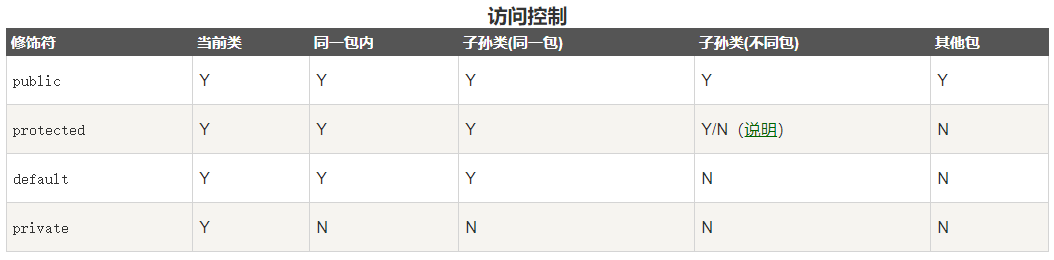 访问控制
修饰符 当前类 同一包内 子孙类(同一包) 子孙类(不同包) 其他包
public Y Y Y Y Y
protected Y Y Y Y/N（说明） N
default Y Y Y N N
private Y N N N N